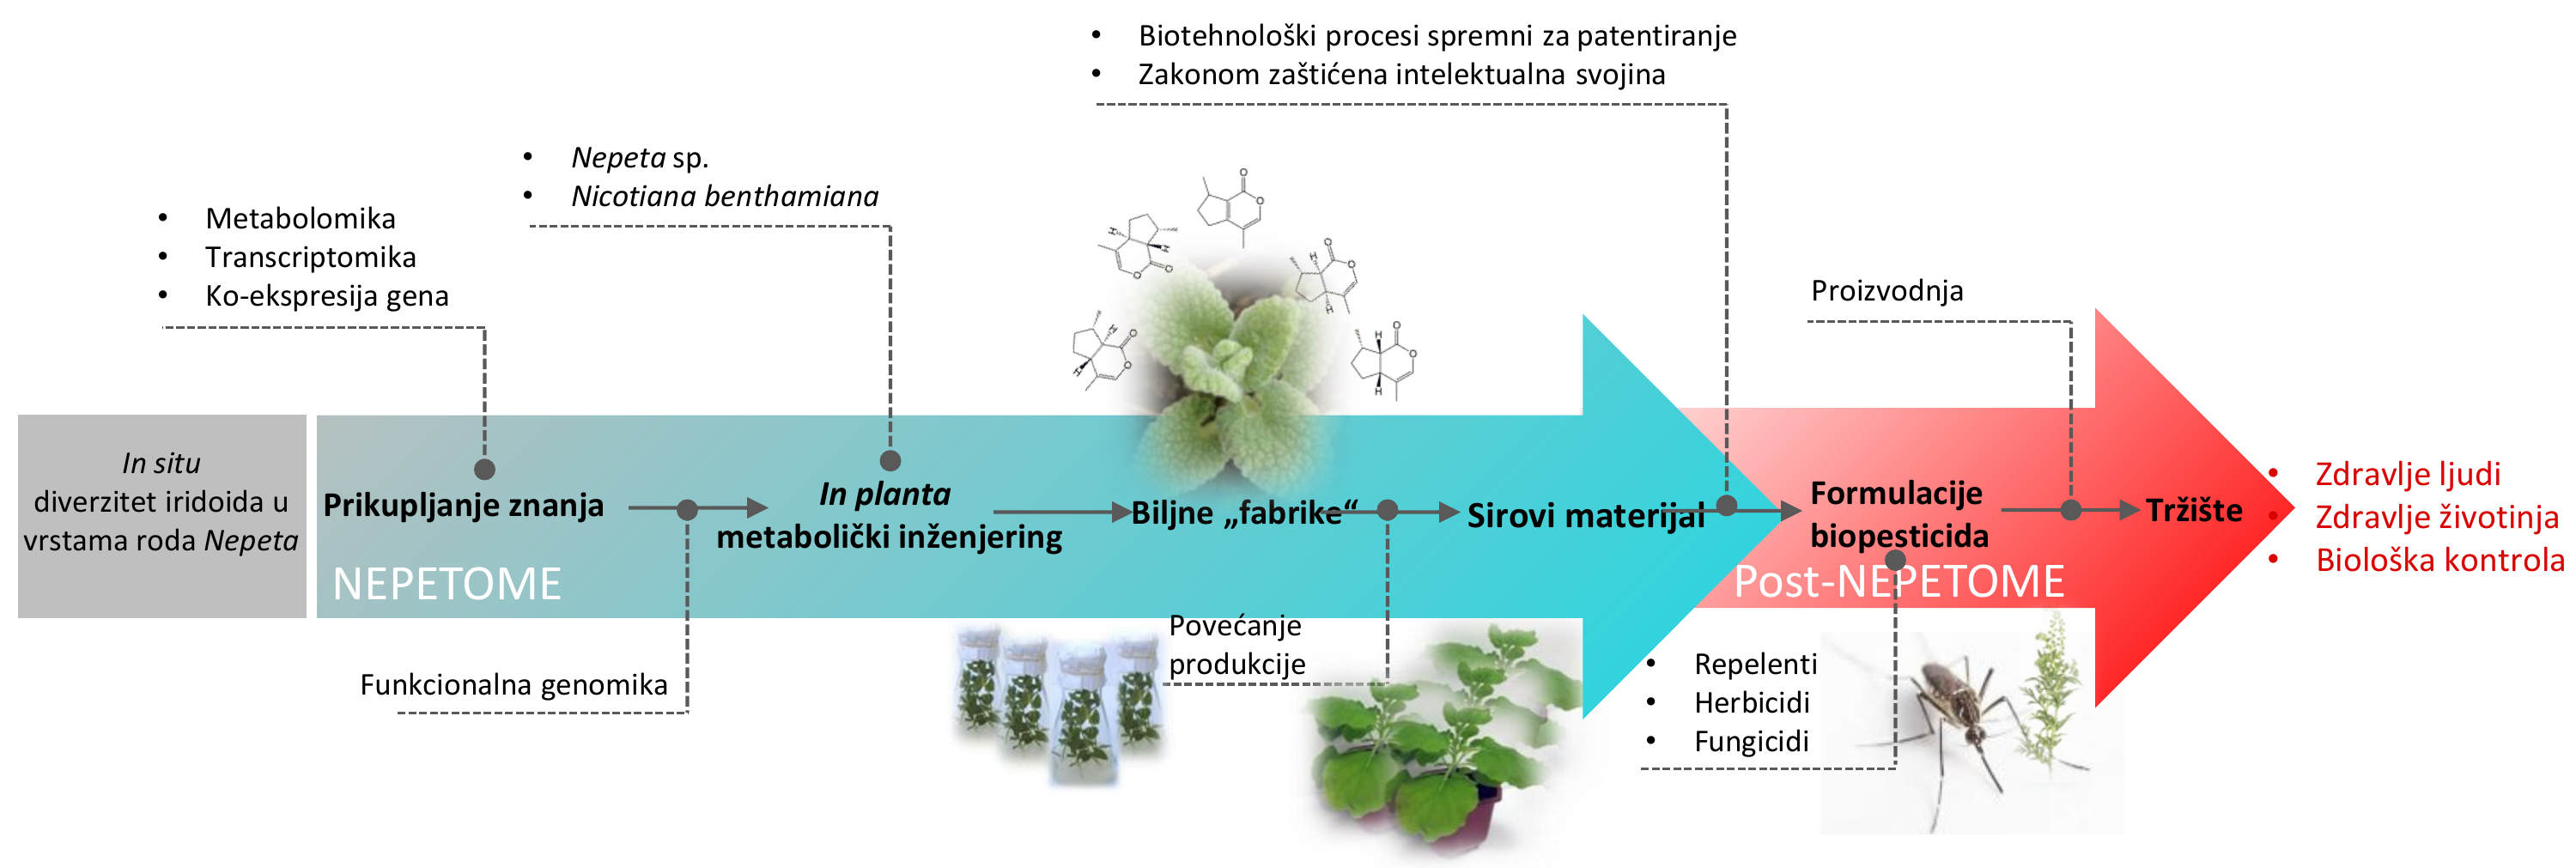 • Biotehnološki procesi spremni za patentiranje
• Zakonom zaštićena intelektualna svojina
• Nepeta sp.
• Nicotiana benthamiana
• Metabolomika
• Transcriptomika
• Ko-ekspresija gena
Proizvodnja
In situ
diverzitet iridoida u
vrstama roda Nepeta
Prikupljanje znanja
In planta
metabolički inženjering
Biljne „fabrike“
Sirovi materijal
Formulacije
biopesticida
Tržište
• Zdravlje ljudi
• Zdravlje životinja
• Biološka kontrola
NEPETOME
Post-NEPETOME
Funkcionalna genomika
Povećanje
produkcije
• Repelenti
• Herbicidi
• Fungicidi
H
H
O
O
O
O
H
H
O
O
H
H
O
O
H
H
O
O